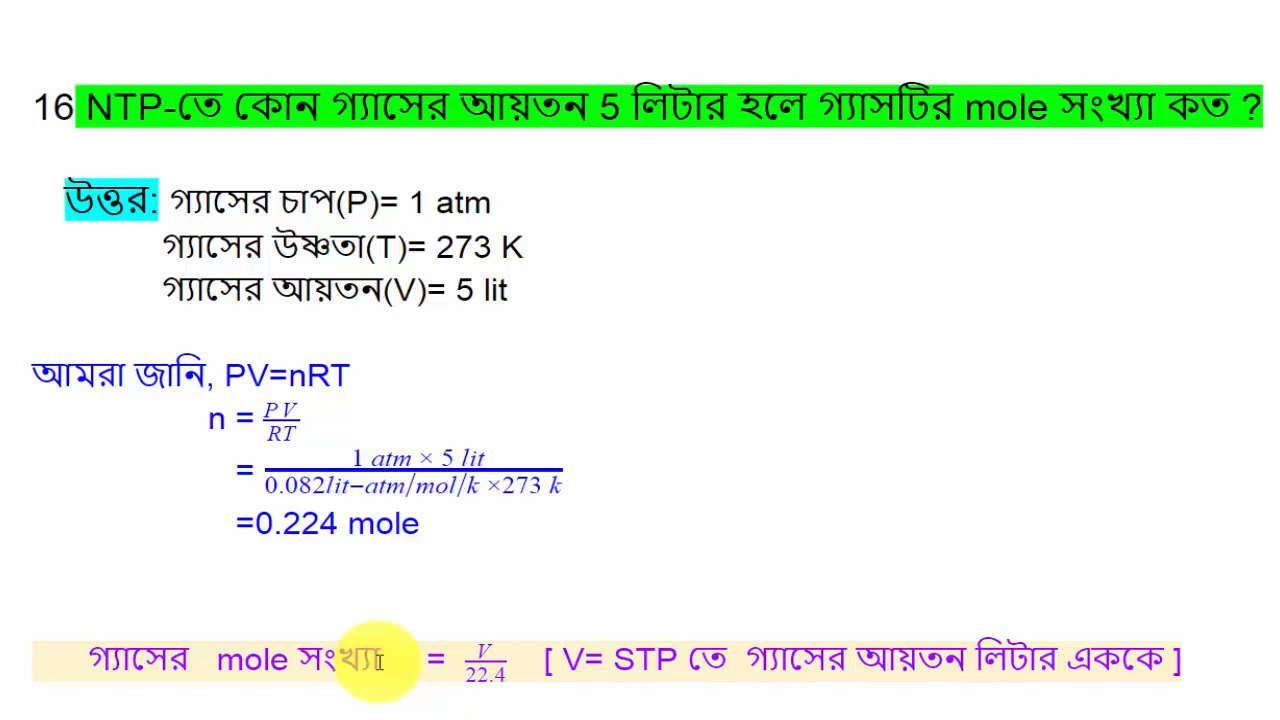 16 NTP-তে কোন গ্যাসের আয়তন 5 লিটার হলে গ্যাসটির mole সংখ্যা কত ?
উত্তর: গ্যাসের চাপ(P)= 1 atm
গ্যাসের উষ্ণতা(T)= 273 K
গ্যাসের আয়তন(V)= 5 lit
আমরা জানি, PV=nRT
n = PV/RT
= 1 atm × 5 lit / 0.082lit−atm/mol/k ×273 k
=0.224 mole
গ্যাসের mole সংখ্যা = V/22.4 [ V= STP তে গ্যাসের আয়তন লিটার এককে ]